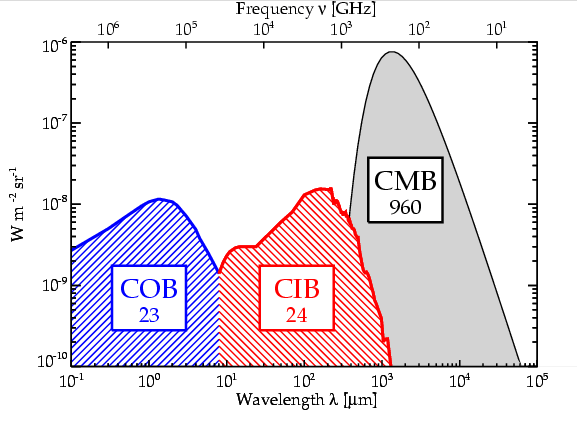 Frequency ν [GHz]
10⁶ 10⁵ 10⁴ 10³ 10² 10¹
10⁻⁶
10⁻⁷
10⁻⁸
10⁻⁹
10⁻¹⁰
W m⁻² sr⁻¹
CMB
960
COB
23
CIB
24
10⁻¹ 10⁰ 10¹ 10² 10³ 10⁴ 10⁵
Wavelength λ [μm]